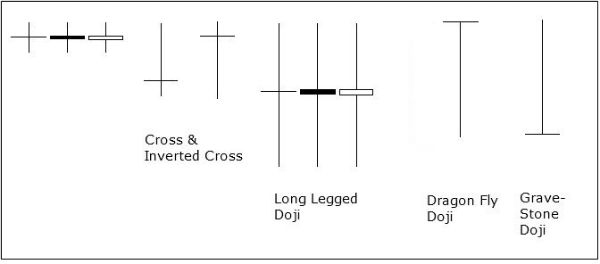 Cross &
Inverted Cross
Long Legged
Doji
Dragon Fly
Doji
Grave-
Stone
Doji